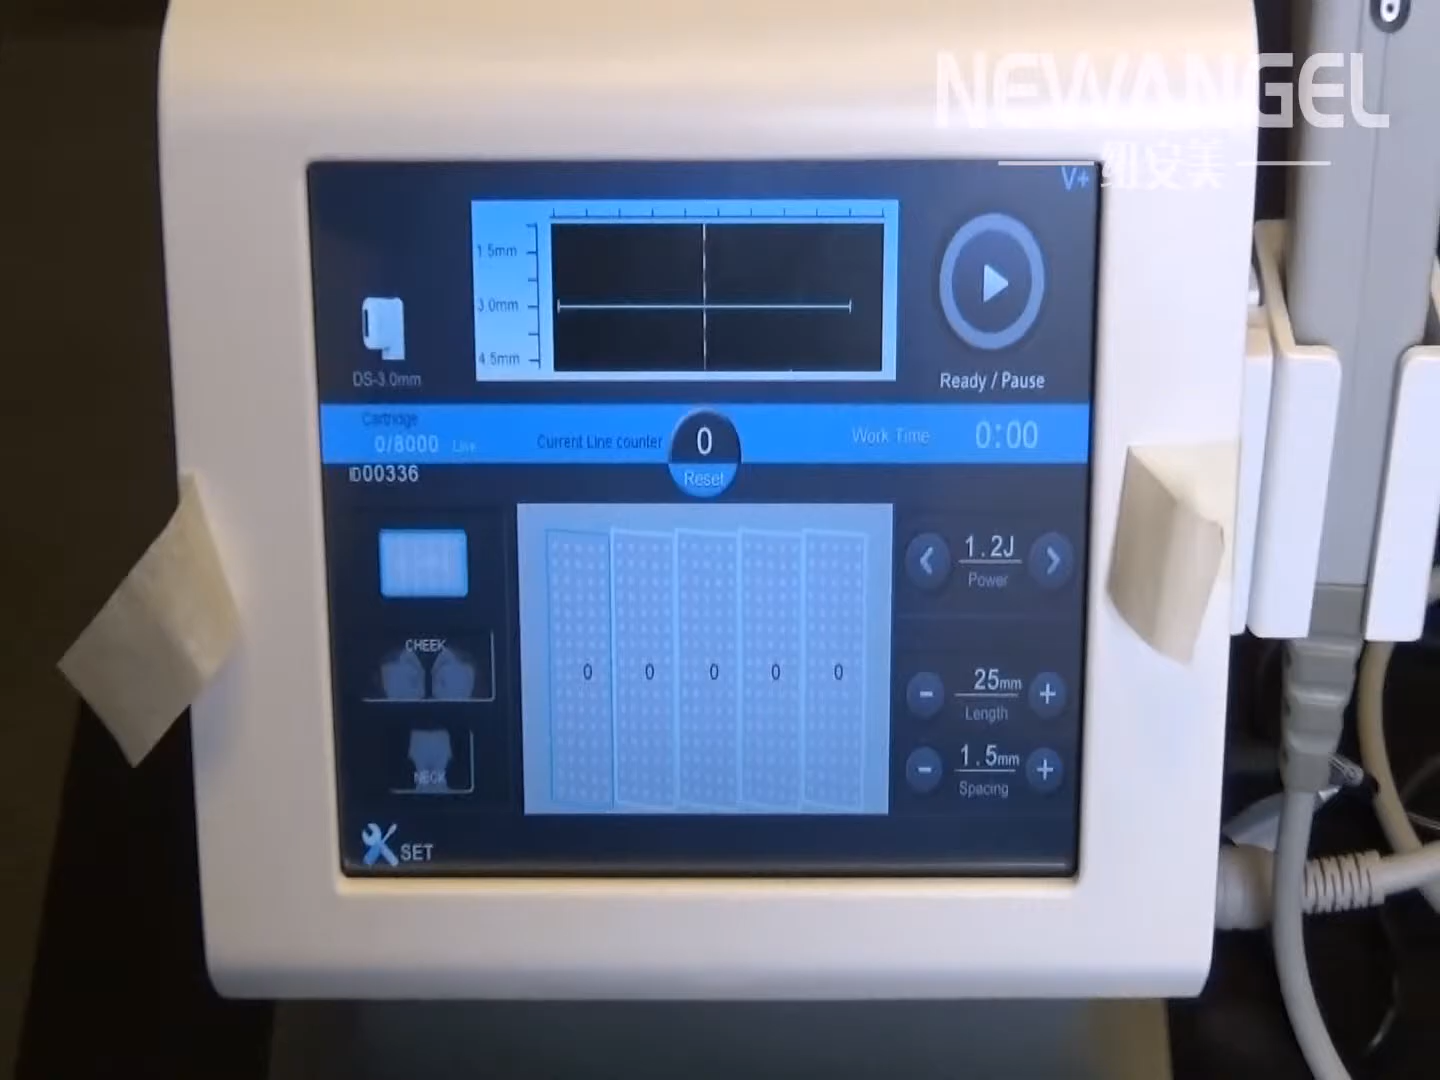 NEWANGEL
纽安美
V+
1.5mm
3.0mm
4.5mm
DS-3.0mm
Ready / Pause
Cartridge
0/8000 Line
Current Line counter
0
Reset
Work Time
0:00
ID00336
1.2J
Power
CHEEK
0 0 0 0 0
25mm
Length
NECK
1.5mm
Spacing
SET